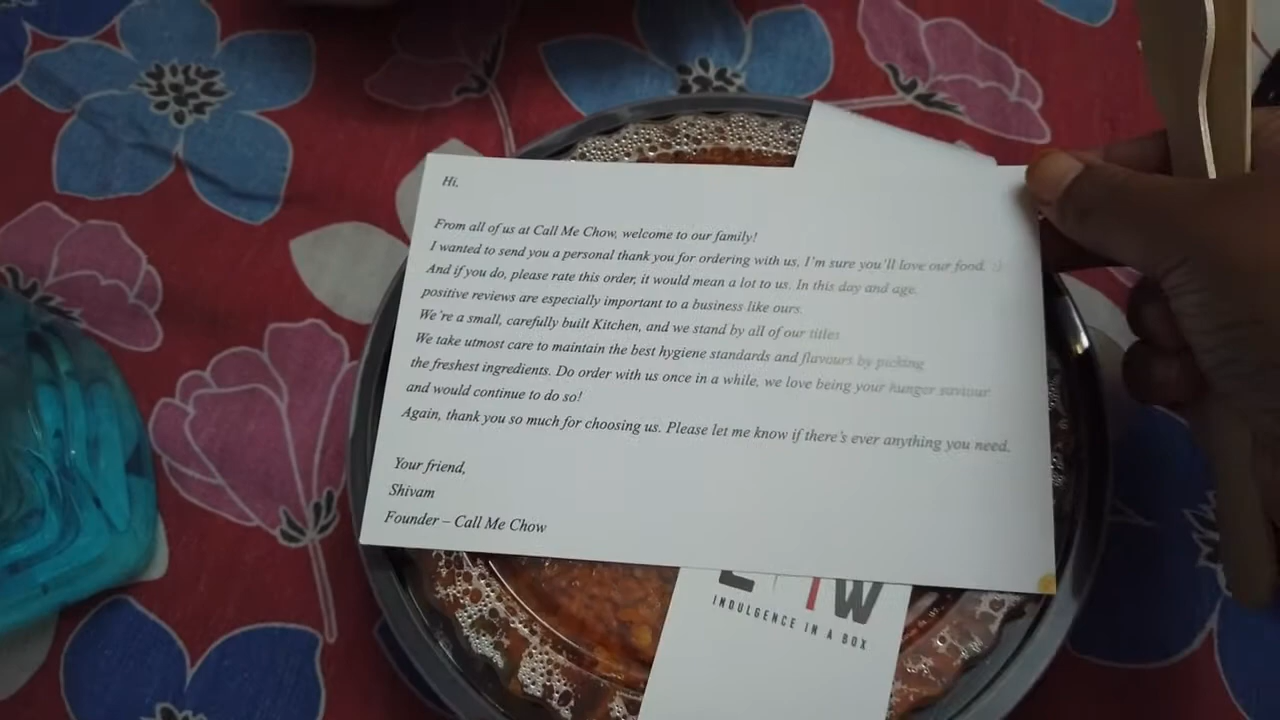 Hi,
From all of us at Call Me Chow, welcome to our family!
I wanted to send you a personal thank you for ordering with us, I'm sure you'll love our food. :)
And if you do, please rate this order, it would mean a lot to us. In this day and age,
positive reviews are especially important to a business like ours.
We're a small, carefully built Kitchen, and we stand by all of our titles
We take utmost care to maintain the best hygiene standards and flavours by picking
the freshest ingredients. Do order with us once in a while, we love being your hunger saviour
and would continue to do so!
Again, thank you so much for choosing us. Please let me know if there's ever anything you need.
Your friend,
Shivam
Founder – Call Me Chow
INDULGENCE IN A BOX